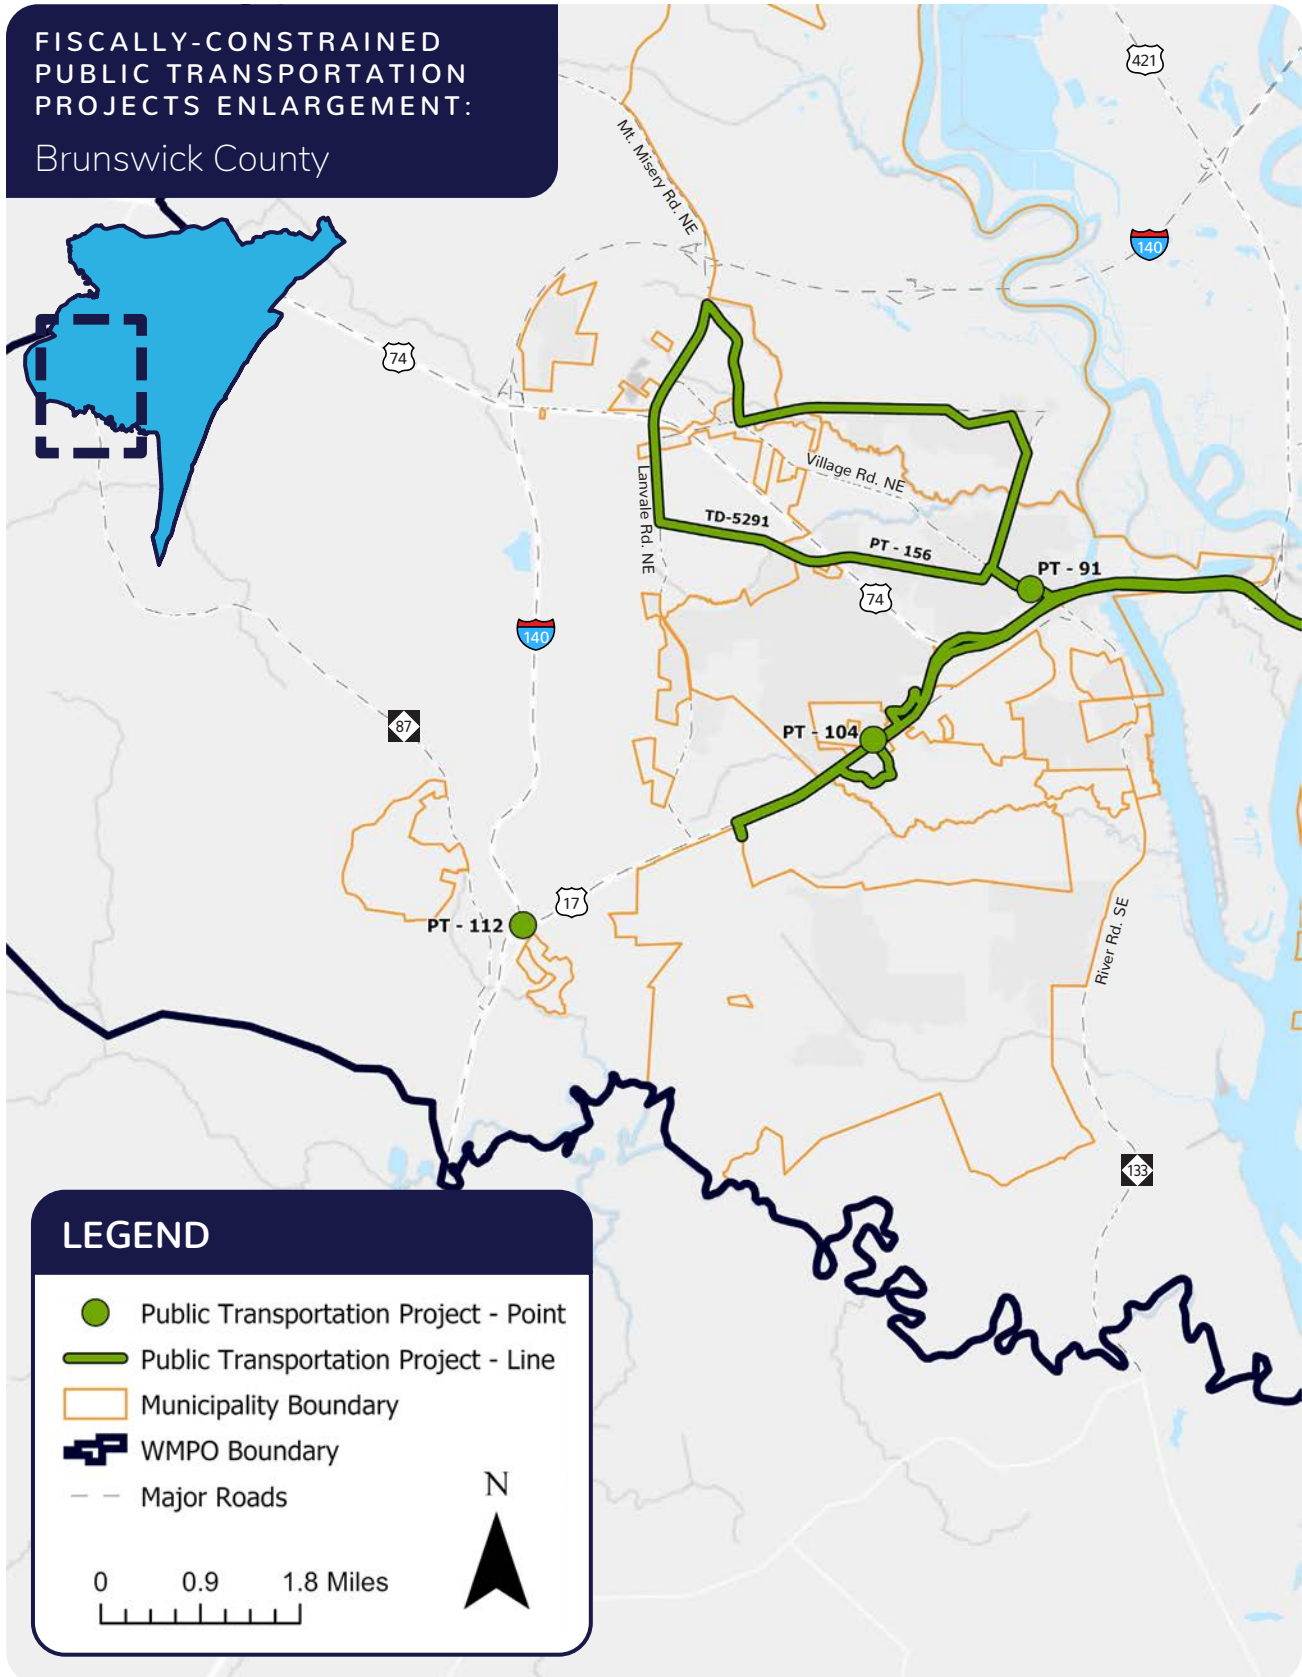 FISCALLY-CONSTRAINED
PUBLIC TRANSPORTATION
PROJECTS ENLARGEMENT:
Brunswick County
421
Mt. Misery Rd. NE
140
74
Village Rd. NE
Lanvale Rd. NE
TD-5291
PT - 156
PT - 91
74
140
87
PT - 104
17
PT - 112
River Rd. SE
133
LEGEND
Public Transportation Project - Point
Public Transportation Project - Line
Municipality Boundary
WMPO Boundary
Major Roads
N
0 0.9 1.8 Miles